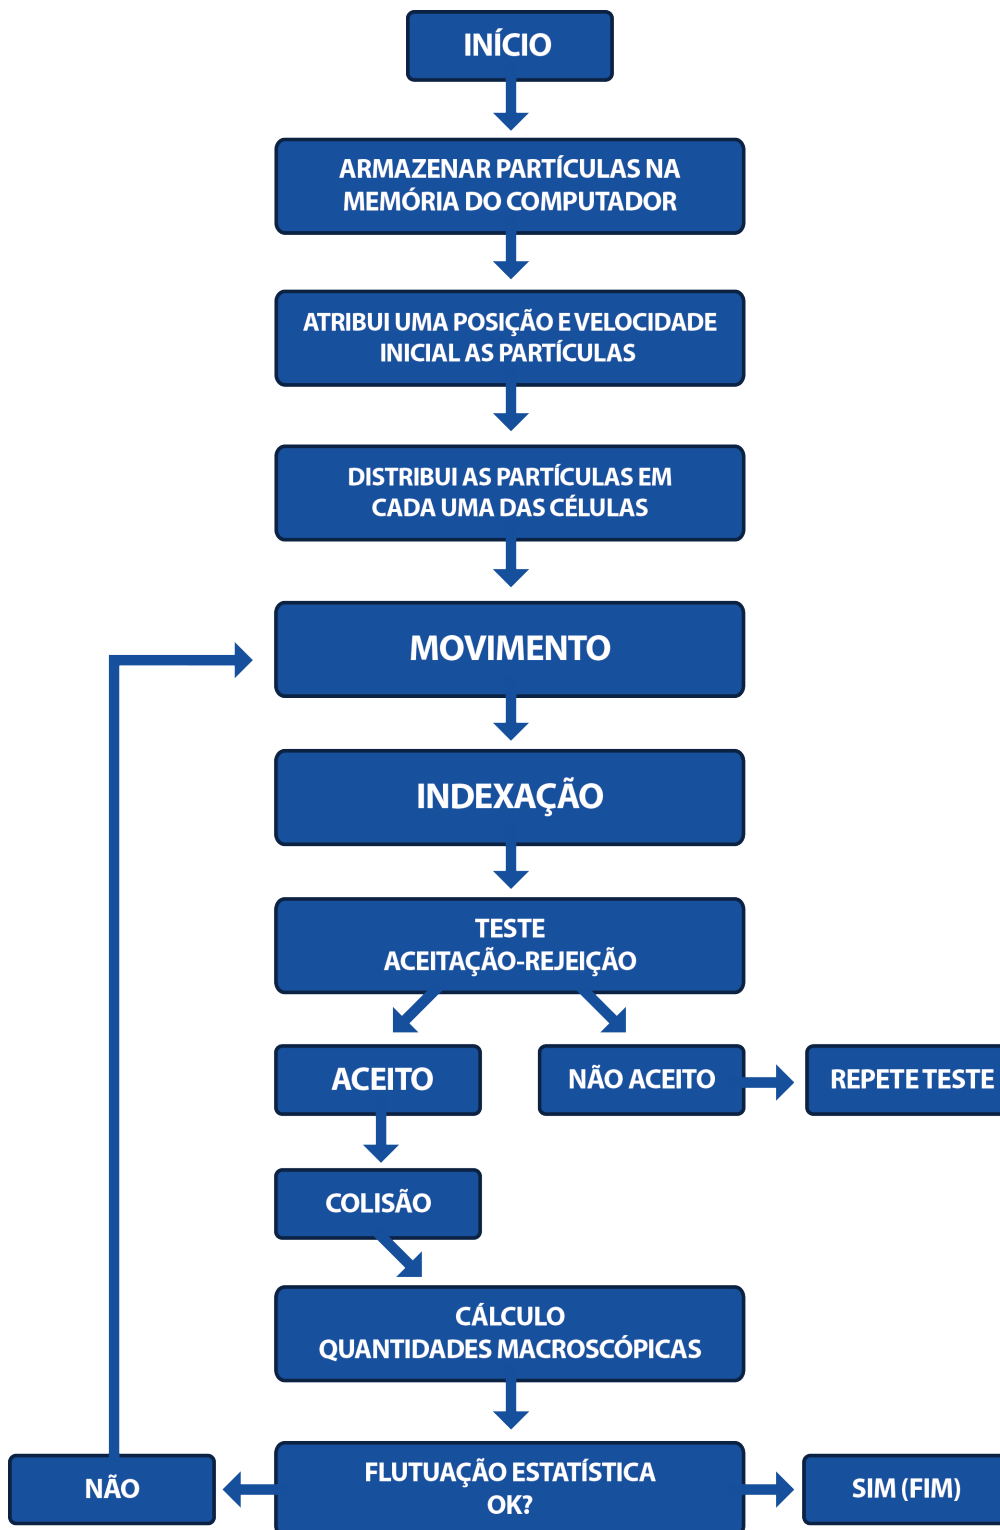 INÍCIO
ARMAZENAR PARTÍCULAS NA
MEMÓRIA DO COMPUTADOR
ATRIBUI UMA POSIÇÃO E VELOCIDADE
INICIAL AS PARTÍCULAS
DISTRIBUI AS PARTÍCULAS EM
CADA UMA DAS CÉLULAS
MOVIMENTO
INDEXAÇÃO
TESTE
ACEITAÇÃO-REJEIÇÃO
ACEITO
NÃO ACEITO
REPETE TESTE
COLISÃO
CÁLCULO
QUANTIDADES MACROSCÓPICAS
NÃO
FLUTUAÇÃO ESTATÍSTICA
OK?
SIM (FIM)